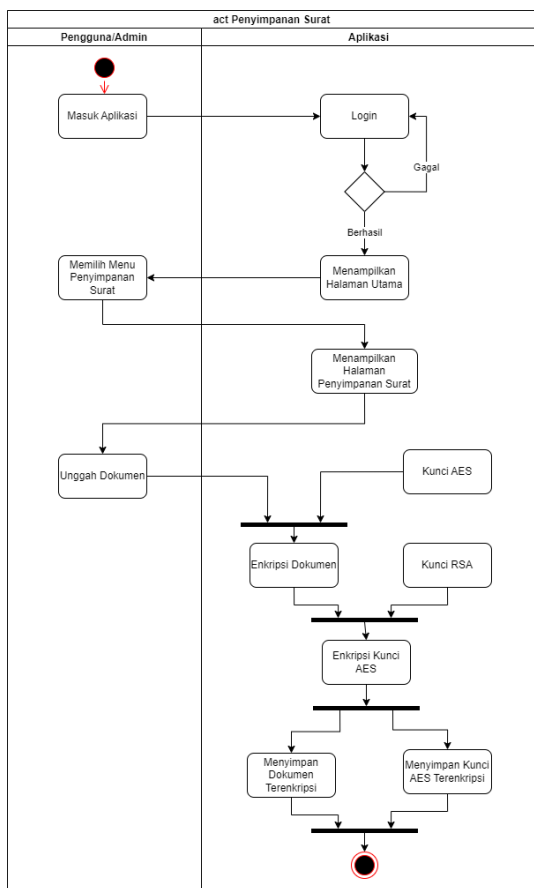 act Penyimpanan Surat
Pengguna/Admin
Aplikasi
Masuk Aplikasi
Login
Gagal
Berhasil
Memilih Menu
Penyimpanan
Surat
Menampilkan
Halaman Utama
Menampilkan
Halaman
Penyimpanan Surat
Unggah Dokumen
Kunci AES
Enkripsi Dokumen
Kunci RSA
Enkripsi Kunci
AES
Menyimpan
Dokumen
Terenkripsi
Menyimpan Kunci
AES Terenkripsi